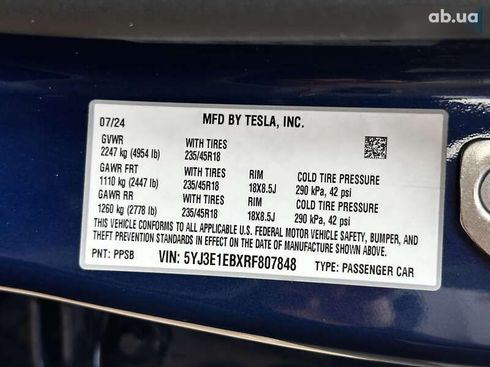 ab.ua
07/24 MFD BY TESLA, INC.
GVWR WITH TIRES
2247 kg (4954 lb) 235/45R18
GAWR FRT WITH TIRES RIM COLD TIRE PRESSURE
1110 kg (2447 lb) 235/45R18 18X8.5J 290 kPa, 42 psi
GAWR RR WITH TIRES RIM COLD TIRE PRESSURE
1260 kg (2778 lb) 235/45R18 18X8.5J 290 kPa, 42 psi
THIS VEHICLE CONFORMS TO ALL APPLICABLE U.S. FEDERAL MOTOR VEHICLE SAFETY, BUMPER, AND
THEFT PREVENTION STANDARDS IN EFFECT ON THE DATE OF MANUFACTURE SHOWN ABOVE.
PNT: PPSB VIN: 5YJ3E1EBXRF807848 TYPE: PASSENGER CAR